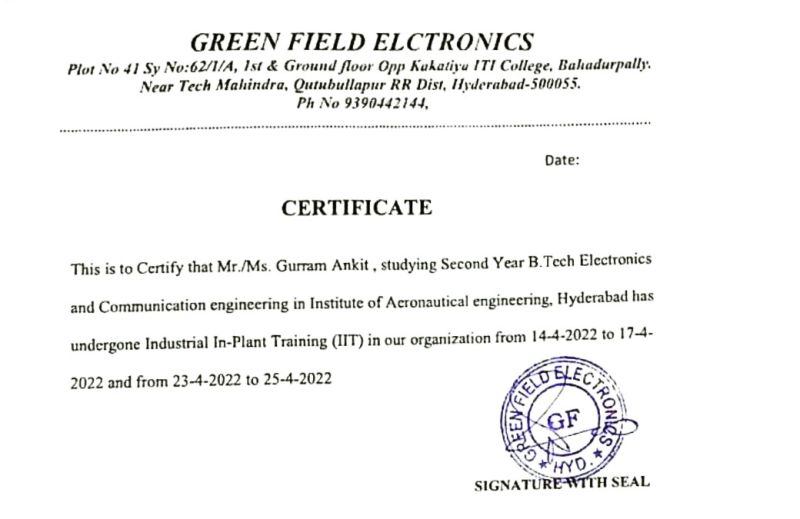 GREEN FIELD ELCTRONICS
Plot No 41 Sy No:62/1/A, 1st & Ground floor Opp Kakatiya ITI College, Bahadurpally.
Near Tech Mahindra, Qutubullapur RR Dist, Hyderabad-500055.
Ph No 9390442144,
Date:
CERTIFICATE
This is to Certify that Mr./Ms. Gurram Ankit , studying Second Year B.Tech Electronics
and Communication engineering in Institute of Aeronautical engineering, Hyderabad has
undergone Industrial In-Plant Training (IIT) in our organization from 14-4-2022 to 17-4-
2022 and from 23-4-2022 to 25-4-2022
GREEN FIELD ELECTRONICS
GF
★ HYD. ★
SIGNATURE WITH SEAL